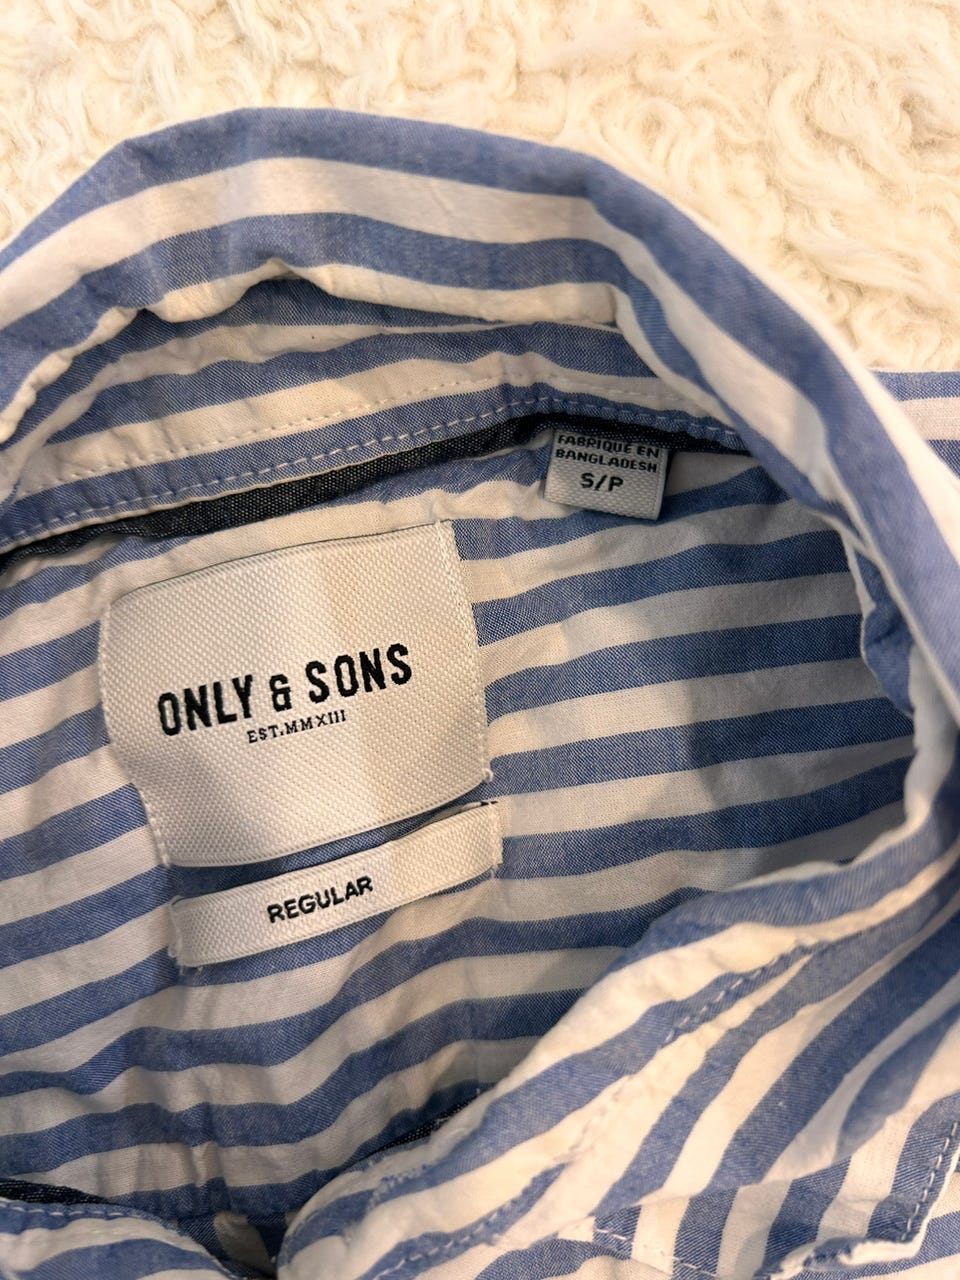 FABRIQUE EN
BANGLADESH
S/P
ONLY & SONS
EST.MMXIII
REGULAR